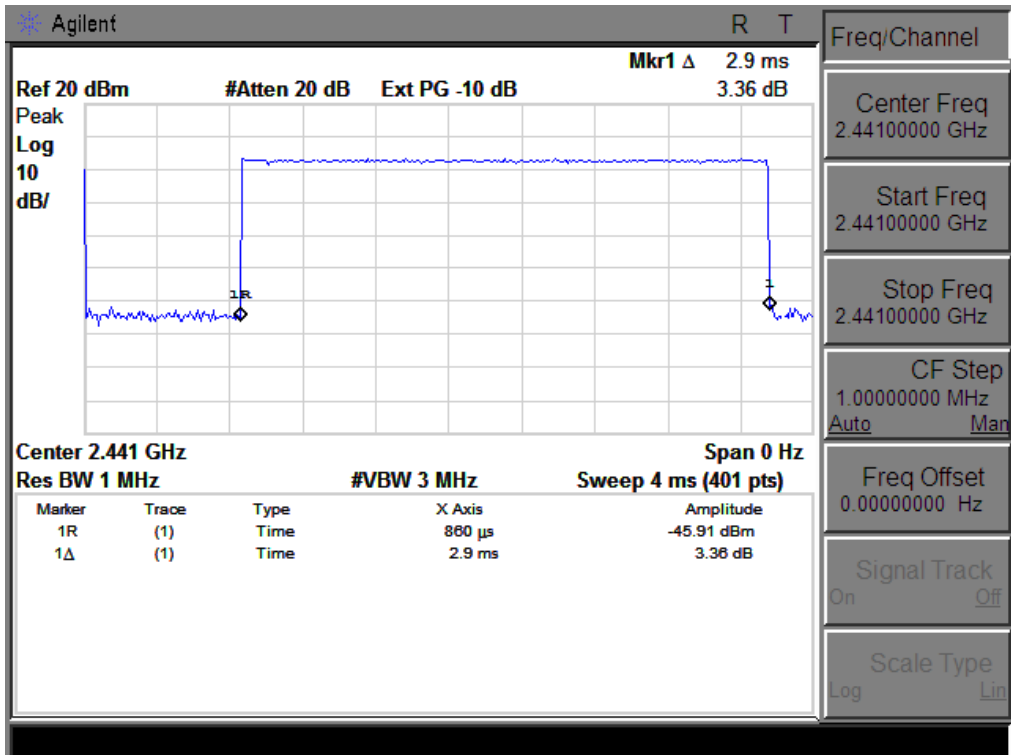 Agilent R T
Mkr1 Δ 2.9 ms
Ref 20 dBm #Atten 20 dB Ext PG -10 dB 3.36 dB
Peak
Log
10
dB/
1R
1
Center 2.441 GHz Span 0 Hz
Res BW 1 MHz #VBW 3 MHz Sweep 4 ms (401 pts)
Marker Trace Type X Axis Amplitude
1R (1) Time 860 µs -45.91 dBm
1Δ (1) Time 2.9 ms 3.36 dB
Freq/Channel
Center Freq
2.44100000 GHz
Start Freq
2.44100000 GHz
Stop Freq
2.44100000 GHz
CF Step
1.00000000 MHz
Auto Man
Freq Offset
0.00000000 Hz
Signal Track
On Off
Scale Type
Log Lin